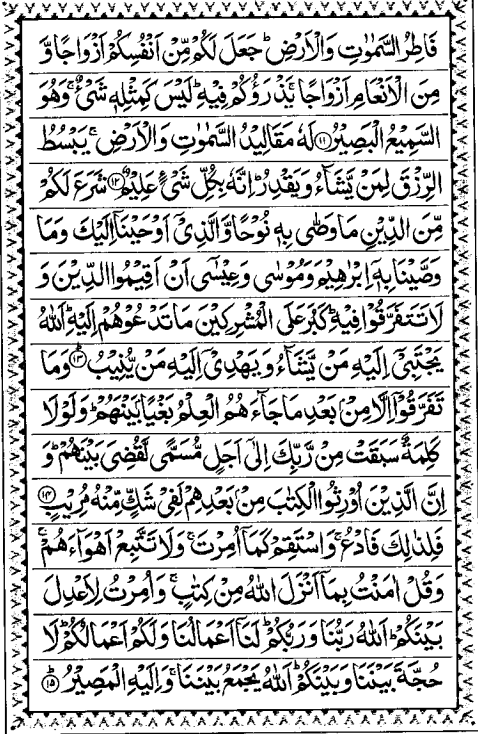 فَاطِرُ السَّمٰوٰتِ وَالۡاَرۡضِ ؕ جَعَلَ لَكُمۡ مِّنۡ اَنۡفُسِكُمۡ اَزۡوَاجًا وَّ
مِنَ الۡاَنۡعَامِ اَزۡوَاجًا ۚ يَذۡرَؤُكُمۡ فِيۡهِ ؕ لَيۡسَ كَمِثۡلِهٖ شَىۡءٌ ۚ وَهُوَ
السَّمِيۡعُ الۡبَصِيۡرُ ﴿۱۱﴾ لَهٗ مَقَالِيۡدُ السَّمٰوٰتِ وَالۡاَرۡضِ ۚ يَبۡسُطُ
الرِّزۡقَ لِمَنۡ يَّشَآءُ وَيَقۡدِرُ ؕ اِنَّهٗ بِكُلِّ شَىۡءٍ عَلِيۡمٌ ﴿۱۲﴾ شَرَعَ لَكُمۡ
مِّنَ الدِّيۡنِ مَا وَصّٰى بِهٖ نُوۡحًا وَّالَّذِىۡۤ اَوۡحَيۡنَاۤ اِلَيۡكَ وَمَا
وَصَّيۡنَا بِهٖۤ اِبۡرٰهِيۡمَ وَمُوۡسٰى وَعِيۡسٰٓى اَنۡ اَقِيۡمُوا الدِّيۡنَ وَ
لَا تَتَفَرَّقُوۡا فِيۡهِ ؕ كَبُرَ عَلَى الۡمُشۡرِكِيۡنَ مَا تَدۡعُوۡهُمۡ اِلَيۡهِ ؕ اَللّٰهُ
يَجۡتَبِىۡۤ اِلَيۡهِ مَنۡ يَّشَآءُ وَيَهۡدِىۡۤ اِلَيۡهِ مَنۡ يُّنِيۡبُ ﴿۱۳﴾ وَمَا
تَفَرَّقُوۡۤا اِلَّا مِنۡۢ بَعۡدِ مَا جَآءَهُمُ الۡعِلۡمُ بَغۡيًاۢ بَيۡنَهُمۡ ؕ وَلَوۡلَا
كَلِمَةٌ سَبَقَتۡ مِنۡ رَّبِّكَ اِلٰٓى اَجَلٍ مُّسَمًّى لَّقُضِىَ بَيۡنَهُمۡ ؕ وَ
اِنَّ الَّذِيۡنَ اُوۡرِثُوا الۡكِتٰبَ مِنۡۢ بَعۡدِهِمۡ لَفِىۡ شَكٍّ مِّنۡهُ مُرِيۡبٍ ﴿۱۴﴾
فَلِذٰلِكَ فَادۡعُ ۚ وَاسۡتَقِمۡ كَمَاۤ اُمِرۡتَ ۚ وَلَا تَتَّبِعۡ اَهۡوَآءَهُمۡ ۚ
وَقُلۡ اٰمَنۡتُ بِمَاۤ اَنۡزَلَ اللّٰهُ مِنۡ كِتٰبٍ ۚ وَاُمِرۡتُ لِاَعۡدِلَ
بَيۡنَكُمۡ ؕ اَللّٰهُ رَبُّنَا وَرَبُّكُمۡ ؕ لَنَاۤ اَعۡمَالُنَا وَلَكُمۡ اَعۡمَالُكُمۡ ؕ لَا
حُجَّةَ بَيۡنَنَا وَبَيۡنَكُمۡ ؕ اَللّٰهُ يَجۡمَعُ بَيۡنَنَا ۚ وَاِلَيۡهِ الۡمَصِيۡرُ ﴿۱۵﴾ؕ